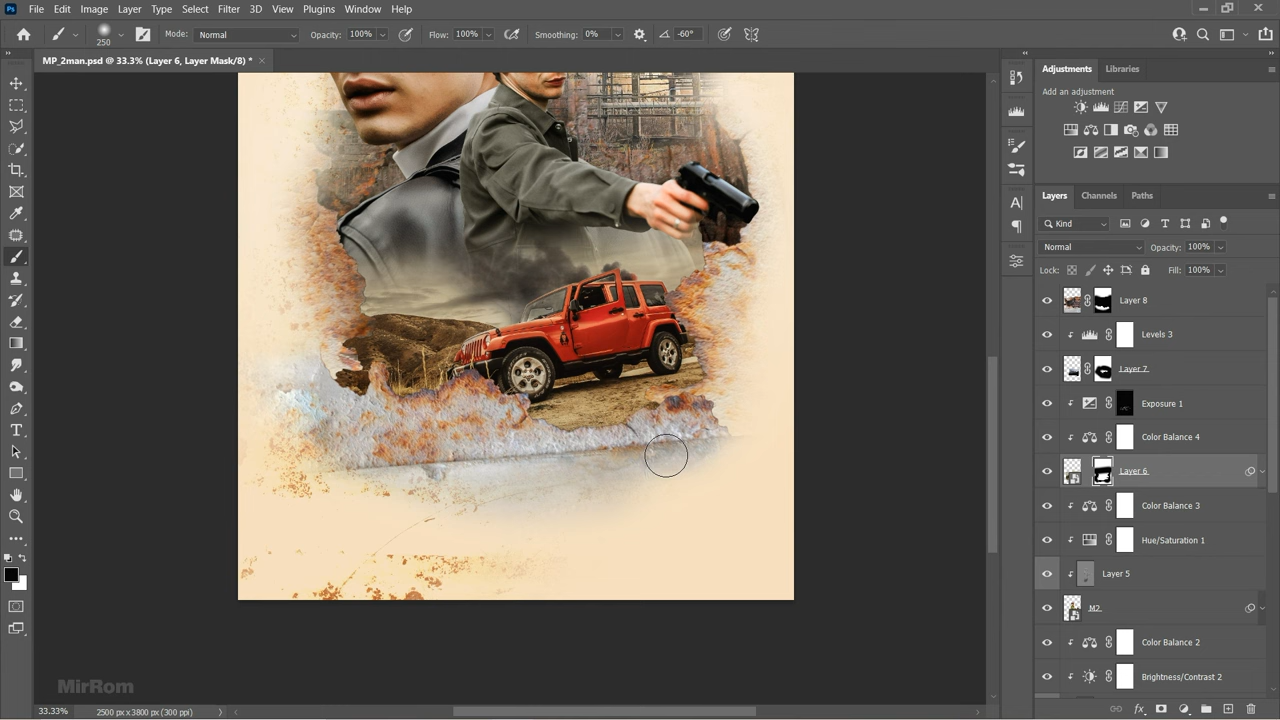 Ps File Edit Image Layer Type Select Filter 3D View Plugins Window Help
250 Mode: Normal Opacity: 100% Flow: 100% Smoothing: 0% -60°
MP_2man.psd @ 33.3% (Layer 6, Layer Mask/8) *
Adjustments Libraries
Add an adjustment
Layers Channels Paths
Kind
Normal Opacity: 100%
Lock: Fill: 100%
Layer 8
Levels 3
Layer 7
Exposure 1
Color Balance 4
Layer 6
Color Balance 3
Hue/Saturation 1
Layer 5
M2
Color Balance 2
Brightness/Contrast 2
MirRom
33.33% 2500 px x 3800 px (300 ppi)